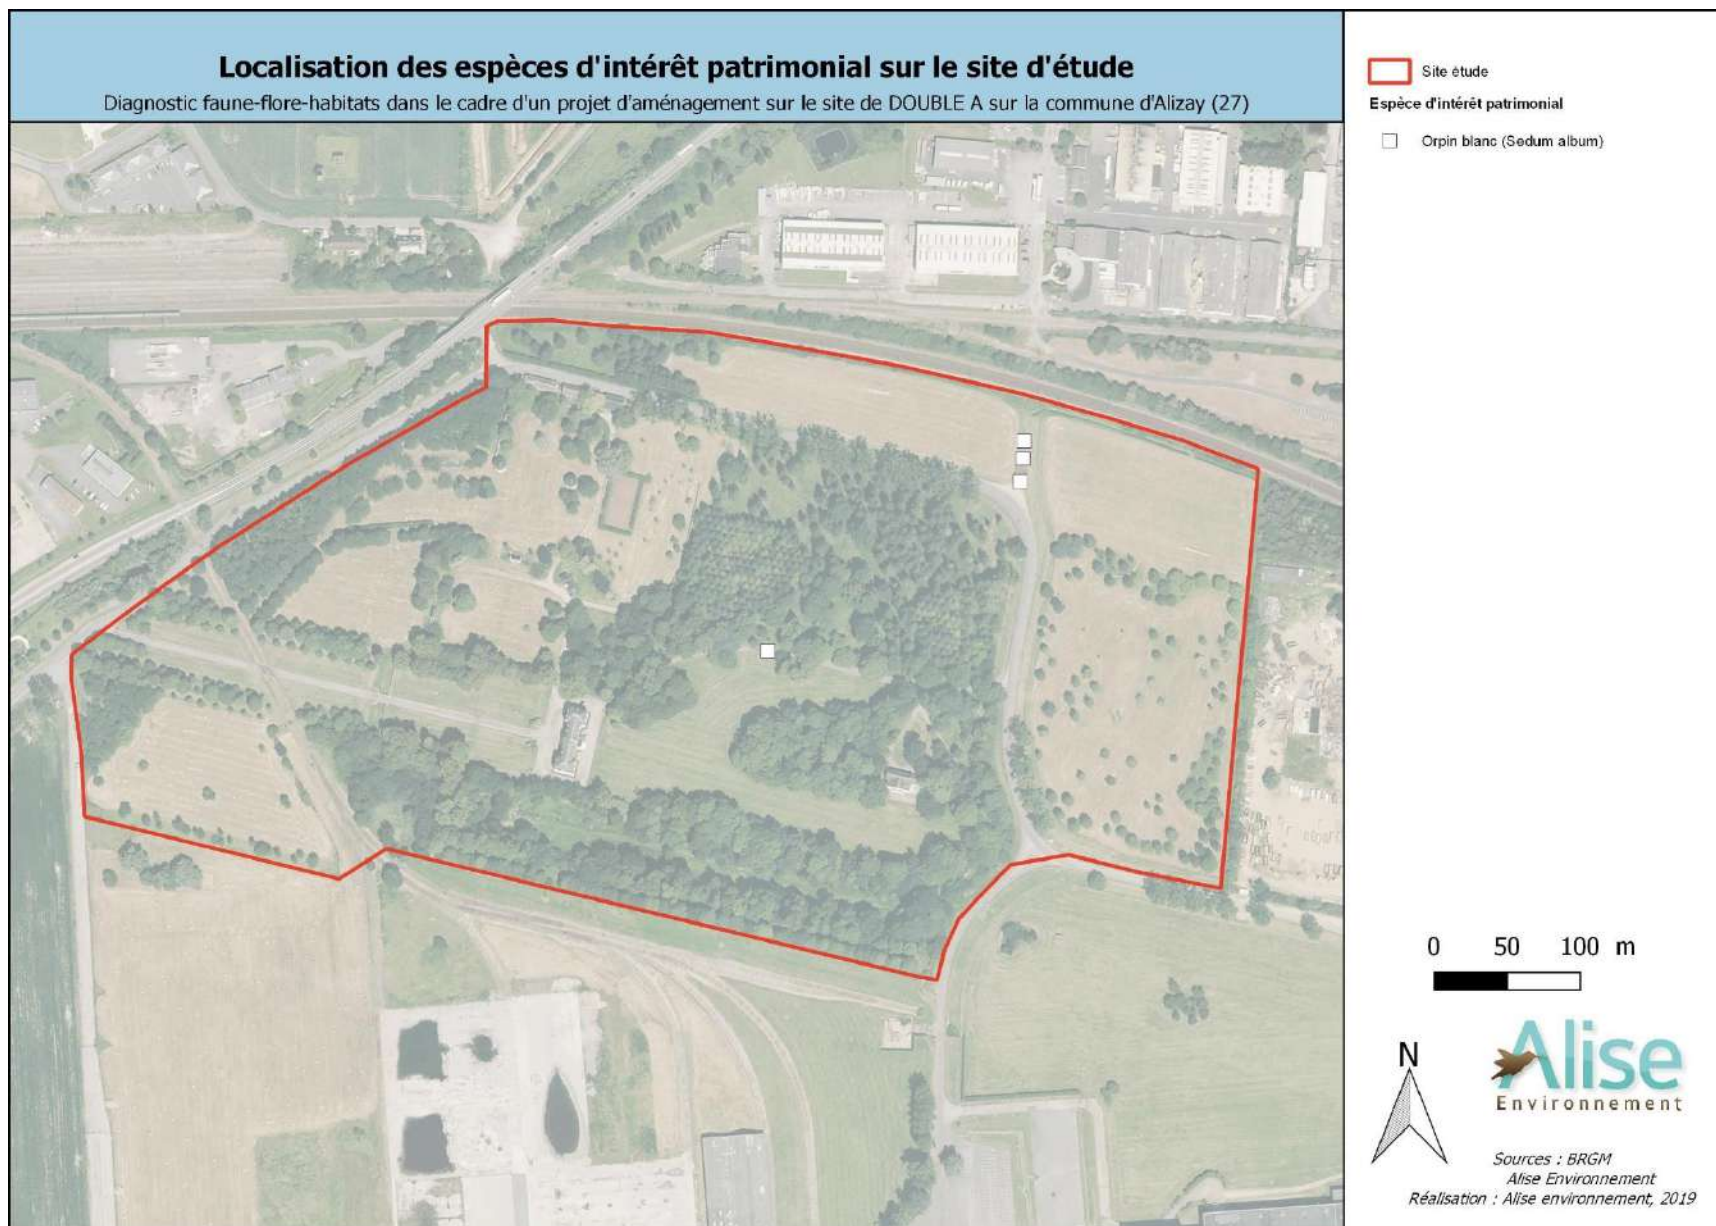 Localisation des espèces d'intérêt patrimonial sur le site d'étude
Diagnostic faune-flore-habitats dans le cadre d'un projet d'aménagement sur le site de DOUBLE A sur la commune d'Alizay (27)
Site étude
Espèce d'intérêt patrimonial
Orpin blanc (Sedum album)
0 50 100 m
N
Alise
Environnement
Sources : BRGM
Alise Environnement
Réalisation : Alise environnement, 2019